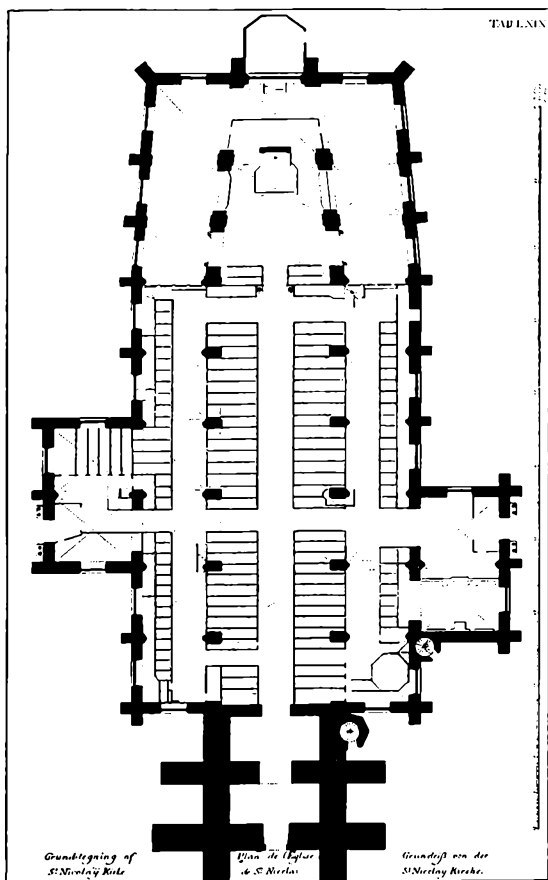 TAB. LXIX
Grundtegning af
St. Nicolay Kirke
Plan de l'Eglise
de St. Nicolas
Grundriß von der
St. Nicolay Kirche.